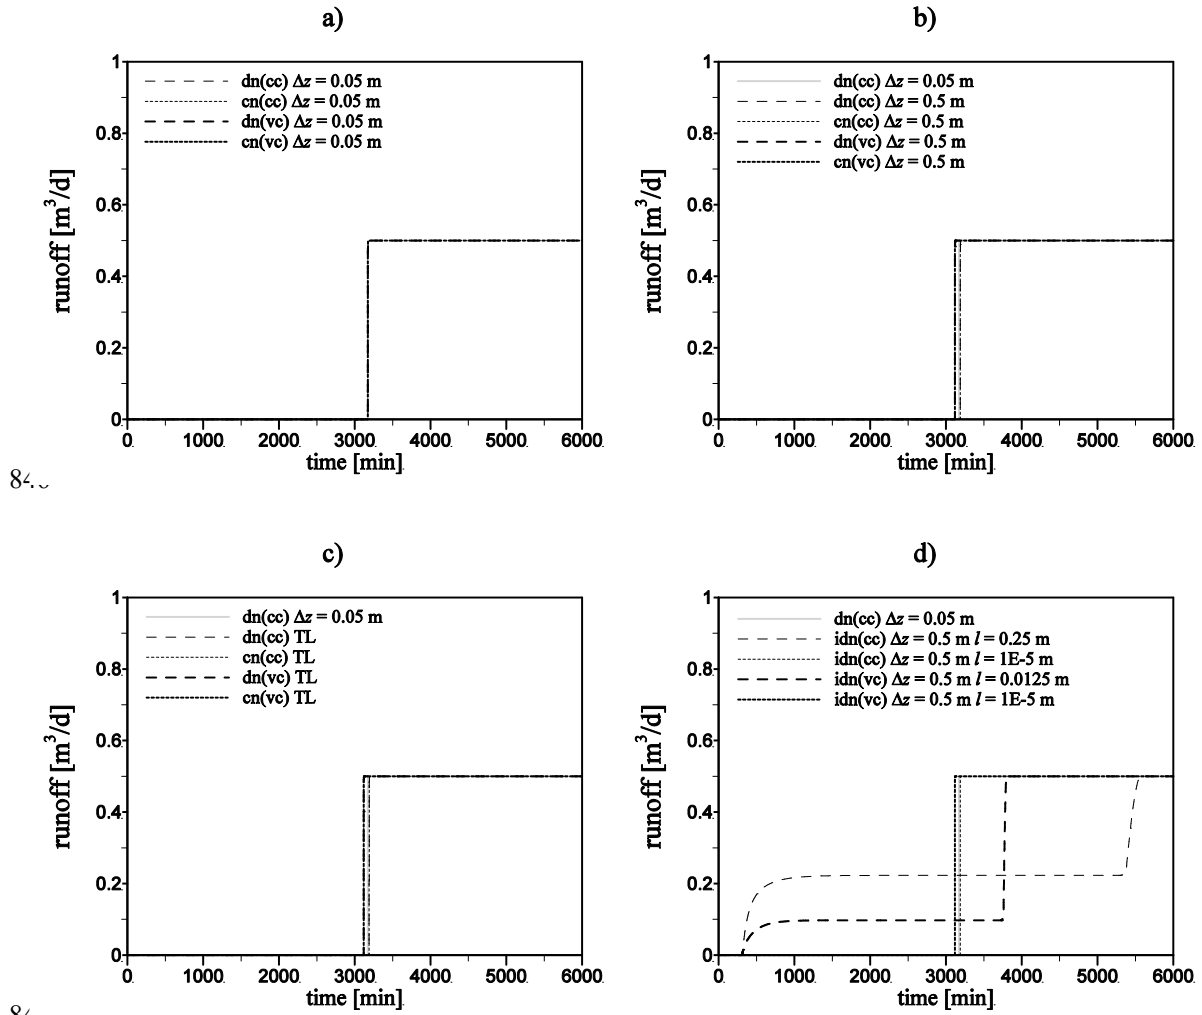 a)
dn(cc) Δz = 0.05 m
cn(cc) Δz = 0.05 m
dn(vc) Δz = 0.05 m
cn(vc) Δz = 0.05 m
runoff [m³/d]
1
0.8
0.6
0.4
0.2
0
0. 1000. 2000. 3000. 4000. 5000. 6000.
time [min].
b)
dn(cc) Δz = 0.05 m
dn(cc) Δz = 0.5 m
cn(cc) Δz = 0.5 m
dn(vc) Δz = 0.5 m
cn(vc) Δz = 0.5 m
runoff [m³/d]
1
0.8
0.6
0.4
0.2
0
0. 1000. 2000. 3000. 4000. 5000. 6000.
time [min].
c)
dn(cc) Δz = 0.05 m
dn(cc) TL
cn(cc) TL
dn(vc) TL
cn(vc) TL
runoff [m³/d]
1
0.8
0.6
0.4
0.2
0
0. 1000. 2000. 3000. 4000. 5000. 6000.
time [min].
d)
dn(cc) Δz = 0.05 m
idn(cc) Δz = 0.5 m l = 0.25 m
idn(cc) Δz = 0.5 m l = 1E-5 m
idn(vc) Δz = 0.5 m l = 0.0125 m
idn(vc) Δz = 0.5 m l = 1E-5 m
runoff [m³/d]
1
0.8
0.6
0.4
0.2
0
0. 1000. 2000. 3000. 4000. 5000. 6000.
time [min].